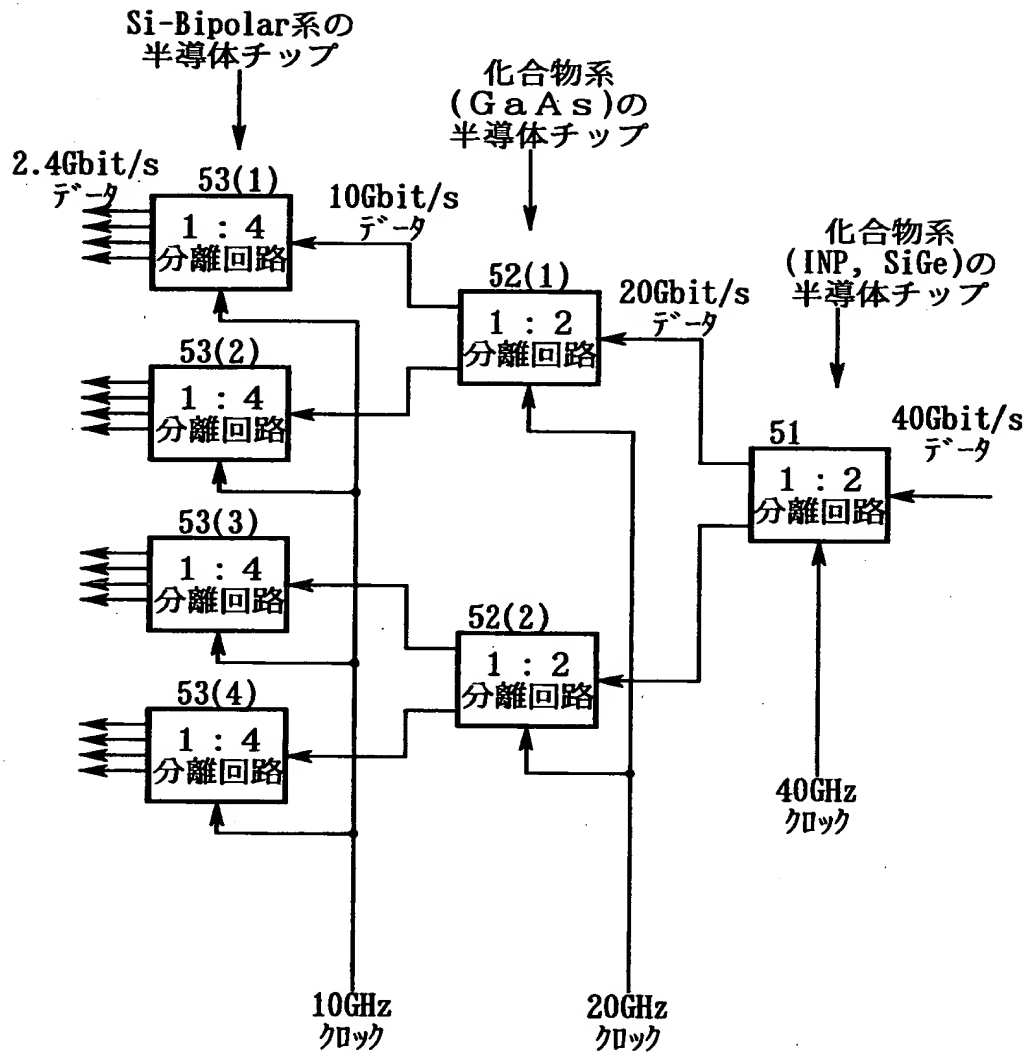 Si-Bipolar系の
半導体チップ
化合物系
(GaAs)の
半導体チップ
化合物系
(INP, SiGe)の
半導体チップ
2.4Gbit/s
ﾃﾞｰﾀ
53(1)
1:4
分離回路
10Gbit/s
ﾃﾞｰﾀ
52(1)
1:2
分離回路
20Gbit/s
ﾃﾞｰﾀ
53(2)
1:4
分離回路
51
1:2
分離回路
40Gbit/s
ﾃﾞｰﾀ
53(3)
1:4
分離回路
52(2)
1:2
分離回路
53(4)
1:4
分離回路
40GHz
ｸﾛｯｸ
10GHz
ｸﾛｯｸ
20GHz
ｸﾛｯｸ